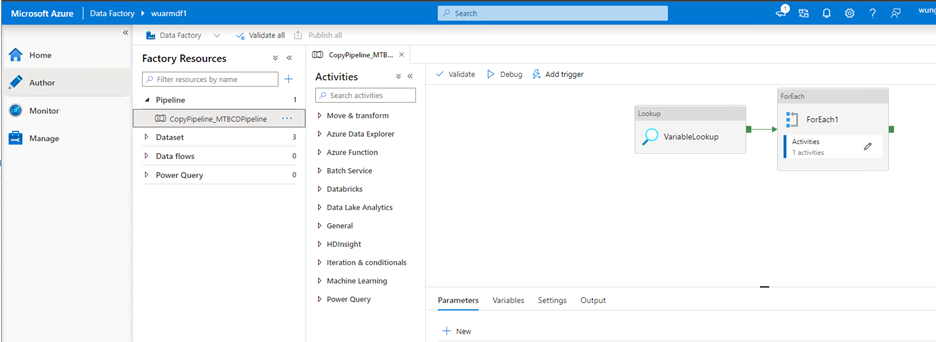 Microsoft Azure
Data Factory
wuarmdf1
Search
1
wung
Home
Author
Monitor
Manage
Data Factory
Validate all
Publish all
Factory Resources
Filter resources by name
Pipeline 1
CopyPipeline_MTBCDPipeline
Dataset 3
Data flows 0
Power Query 0
CopyPipeline_MTBC...
Activities
Search activities
Move & transform
Azure Data Explorer
Azure Function
Batch Service
Databricks
Data Lake Analytics
General
HDInsight
Iteration & conditionals
Machine Learning
Power Query
Validate
Debug
Add trigger
Lookup
VariableLookup
ForEach
ForEach1
Activities
1 activities
Parameters
Variables
Settings
Output
New